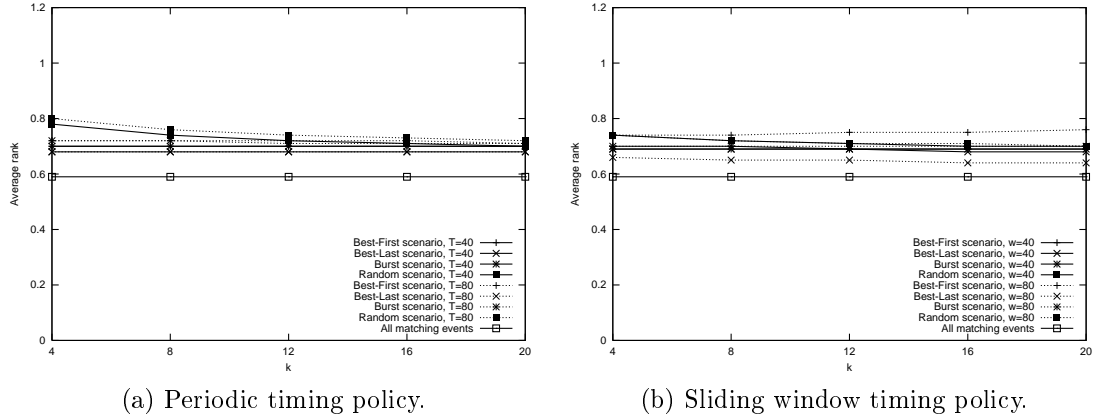 1.2
1
0.8
0.6
0.4
0.2
0
Average rank
4
8
12
16
20
k
Best-First scenario, T=40
Best-Last scenario, T=40
Burst scenario, T=40
Random scenario, T=40
Best-First scenario, T=80
Best-Last scenario, T=80
Burst scenario, T=80
Random scenario, T=80
All matching events
(a) Periodic timing policy.
1.2
1
0.8
0.6
0.4
0.2
0
Average rank
4
8
12
16
20
k
Best-First scenario, w=40
Best-Last scenario, w=40
Burst scenario, w=40
Random scenario, w=40
Best-First scenario, w=80
Best-Last scenario, w=80
Burst scenario, w=80
Random scenario, w=80
All matching events
(b) Sliding window timing policy.